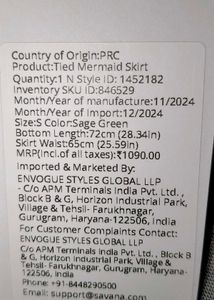 Country of Origin:PRC
Product:Tied Mermaid Skirt
Quantity:1 N Style ID: 1452182
Inventory SKU ID:846529
Month/Year of manufacture:11/2024
Month/Year of Import:12/2024
Size:S Color:Sage Green
Bottom Length:72cm (28.34in)
Skirt Waist:65cm (25.59in)
MRP(Incl.of all taxes):₹1090.00
Imported & Marketed By:
ENVOGUE STYLES GLOBAL LLP
- C/o APM Terminals India Pvt. Ltd. ,
Block B & G, Horizon Industrial Park,
Village & Tehsil- Farukhnagar,
Gurugram, Haryana-122506, India
For Customer Complaints Contact:
ENVOGUE STYLES GLOBAL LLP
C/o APM Terminals India Pvt. Ltd. , Block
B & G, Horizon Industrial Park, Village &
Tehsil- Farukhnagar, Gurugram, Haryana-
122506, India
Phone: +91-8448290500
Email: support@savana.com